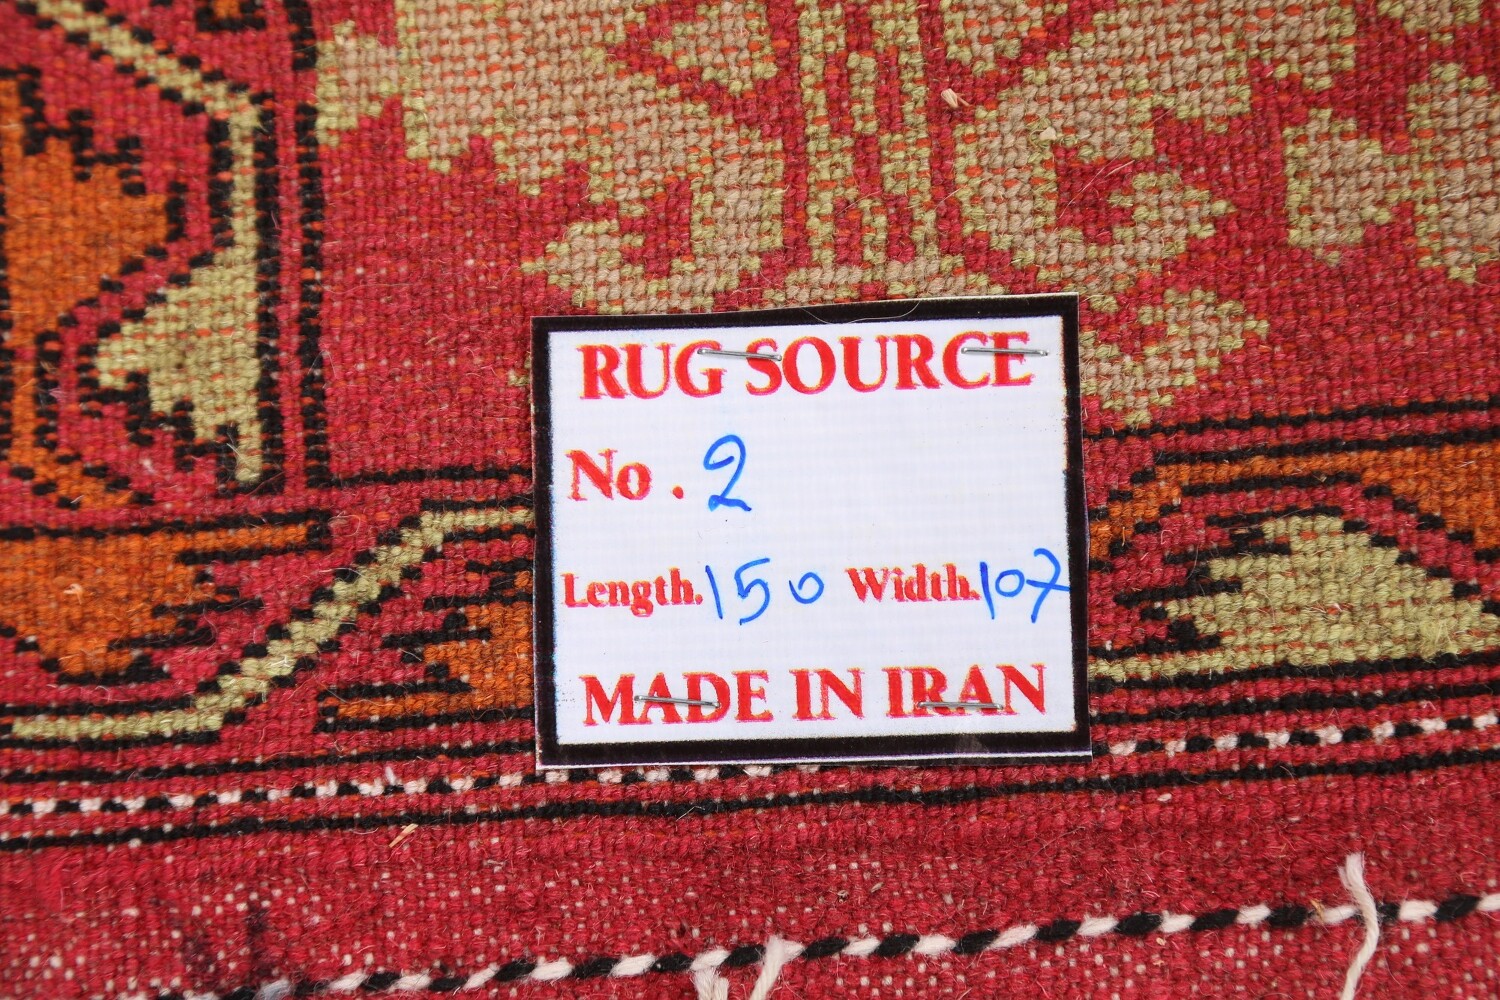 RUG SOURCE
No. 2
Length. 150 Width. 107
MADE IN IRAN